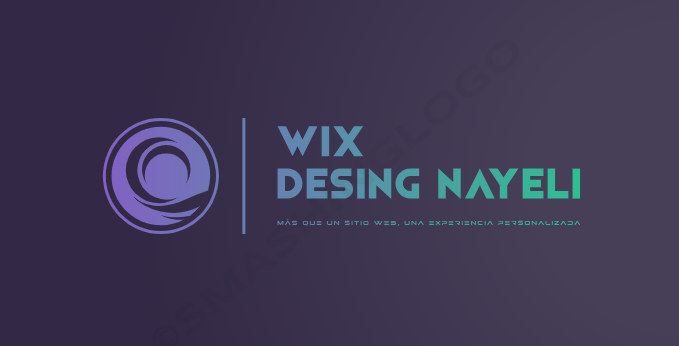 WIX
DESING NAYELI
MÁS QUE UN SITIO WEB, UNA EXPERIENCIA PERSONALIZADA